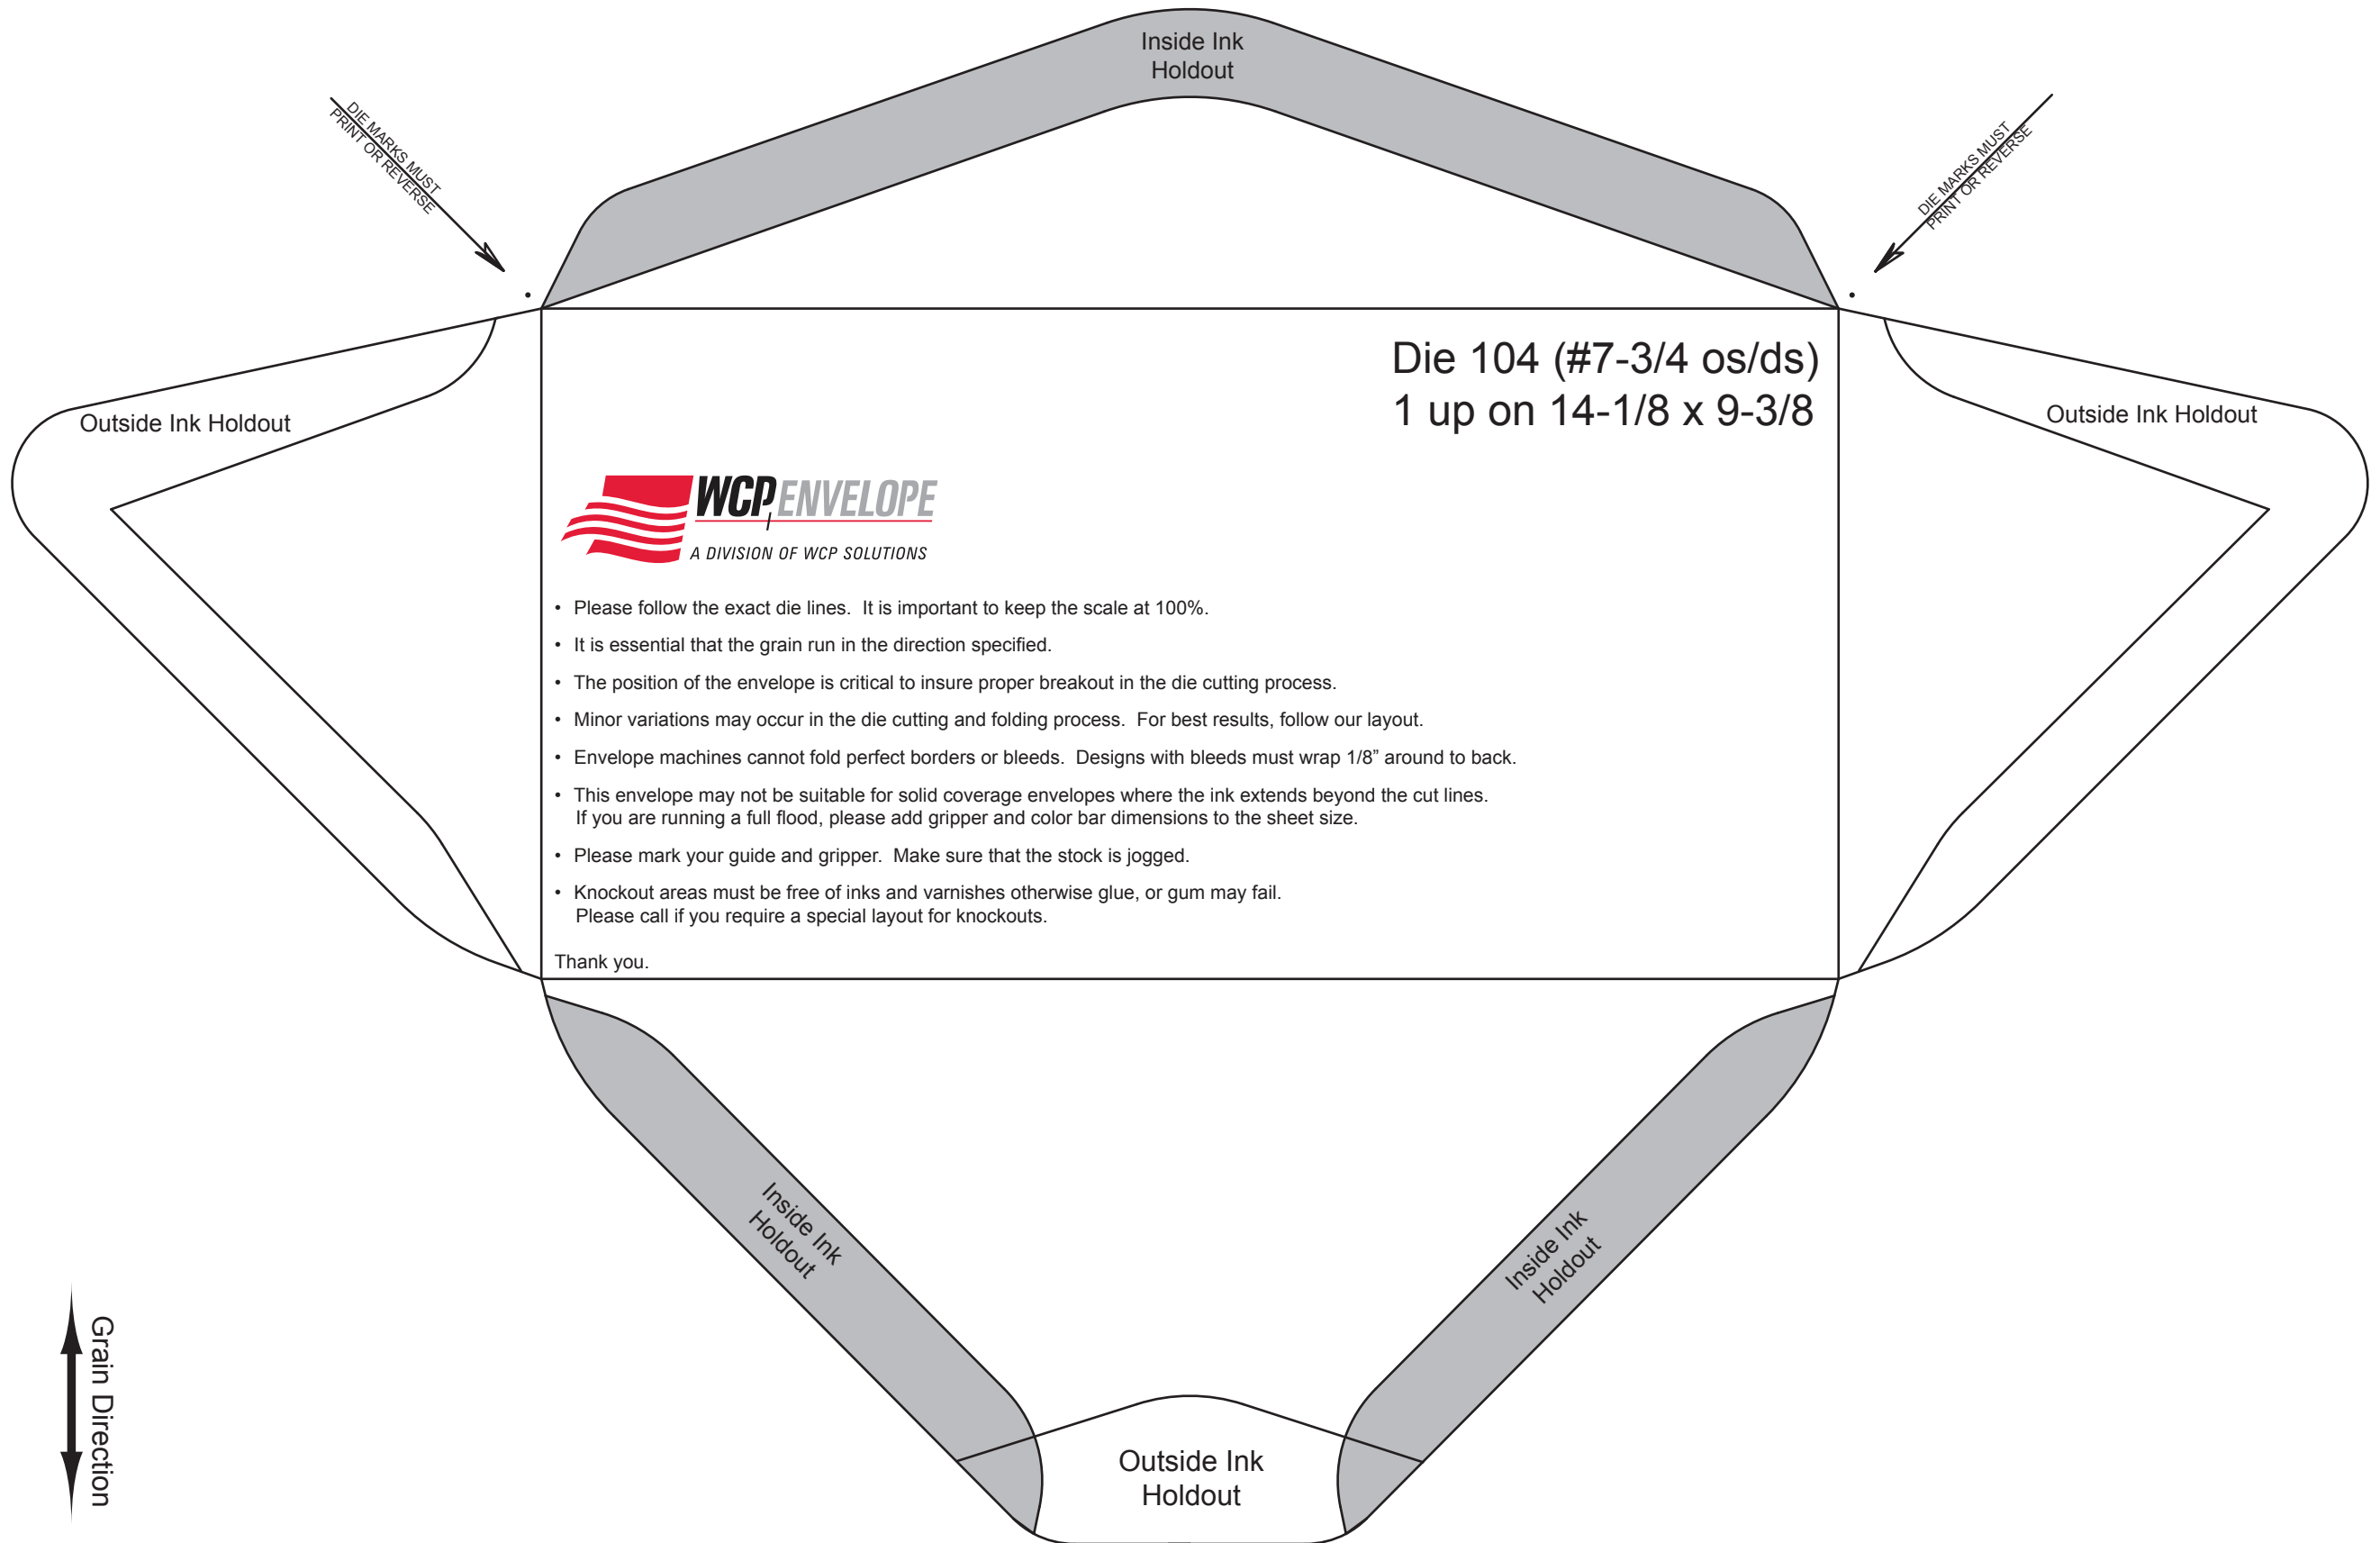 Inside Ink
Holdout
DIE MARKS MUST
PRINT OR REVERSE
DIE MARKS MUST
PRINT OR REVERSE
Die 104 (#7-3/4 os/ds)
1 up on 14-1/8 x 9-3/8
Outside Ink Holdout
Outside Ink Holdout
WCP ENVELOPE
A DIVISION OF WCP SOLUTIONS
• Please follow the exact die lines.  It is important to keep the scale at 100%.
• It is essential that the grain run in the direction specified.
• The position of the envelope is critical to insure proper breakout in the die cutting process.
• Minor variations may occur in the die cutting and folding process.  For best results, follow our layout.
• Envelope machines cannot fold perfect borders or bleeds.  Designs with bleeds must wrap 1/8” around to back.
• This envelope may not be suitable for solid coverage envelopes where the ink extends beyond the cut lines.
If you are running a full flood, please add gripper and color bar dimensions to the sheet size.
• Please mark your guide and gripper.  Make sure that the stock is jogged.
• Knockout areas must be free of inks and varnishes otherwise glue, or gum may fail.
Please call if you require a special layout for knockouts.
Thank you.
Inside Ink
Holdout
Inside Ink
Holdout
Grain Direction
Outside Ink
Holdout